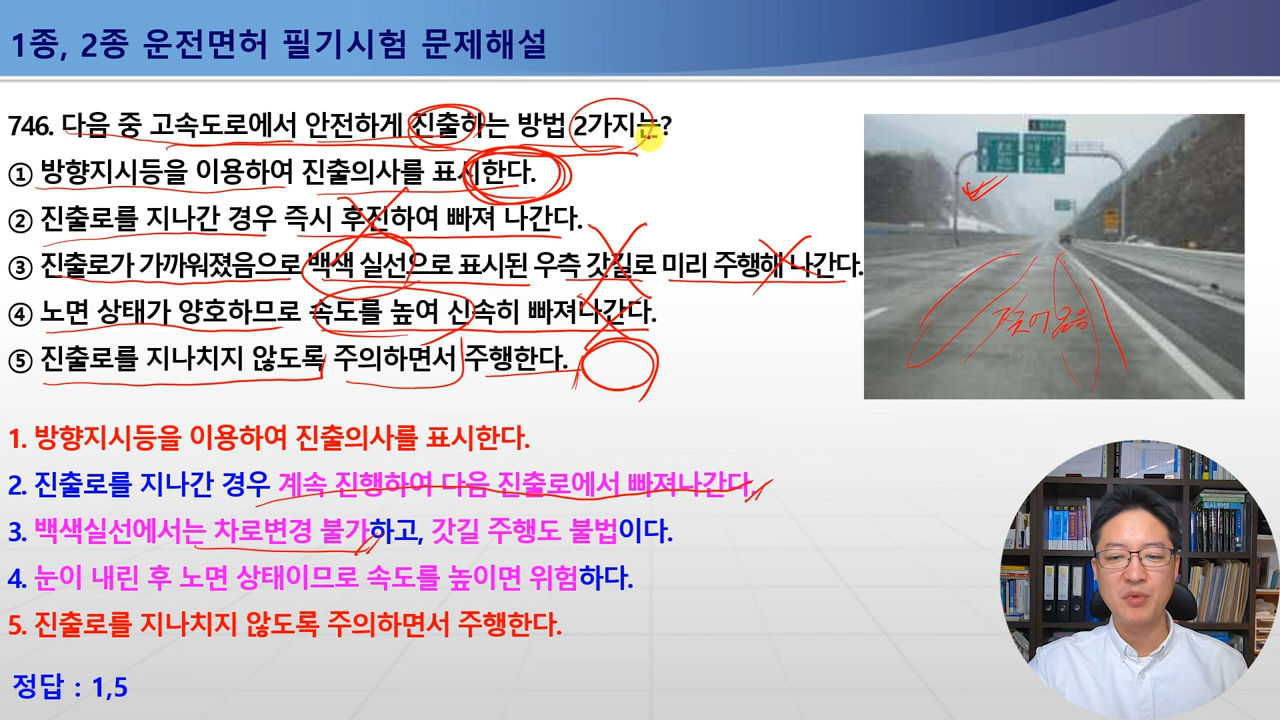 1종, 2종 운전면허 필기시험 문제해설
746. 다음 중 고속도로에서 안전하게 진출하는 방법 2가지는?
① 방향지시등을 이용하여 진출의사를 표시한다.
② 진출로를 지나간 경우 즉시 후진하여 빠져 나간다.
③ 진출로가 가까워졌음으로 백색 실선으로 표시된 우측 갓길로 미리 주행해 나간다.
④ 노면 상태가 양호하므로 속도를 높여 신속히 빠져나간다.
⑤ 진출로를 지나치지 않도록 주의하면서 주행한다.
1. 방향지시등을 이용하여 진출의사를 표시한다.
2. 진출로를 지나간 경우 계속 진행하여 다음 진출로에서 빠져나간다.
3. 백색실선에서는 차로변경 불가하고, 갓길 주행도 불법이다.
4. 눈이 내린 후 노면 상태이므로 속도를 높이면 위험하다.
5. 진출로를 지나치지 않도록 주의하면서 주행한다.
정답 : 1,5